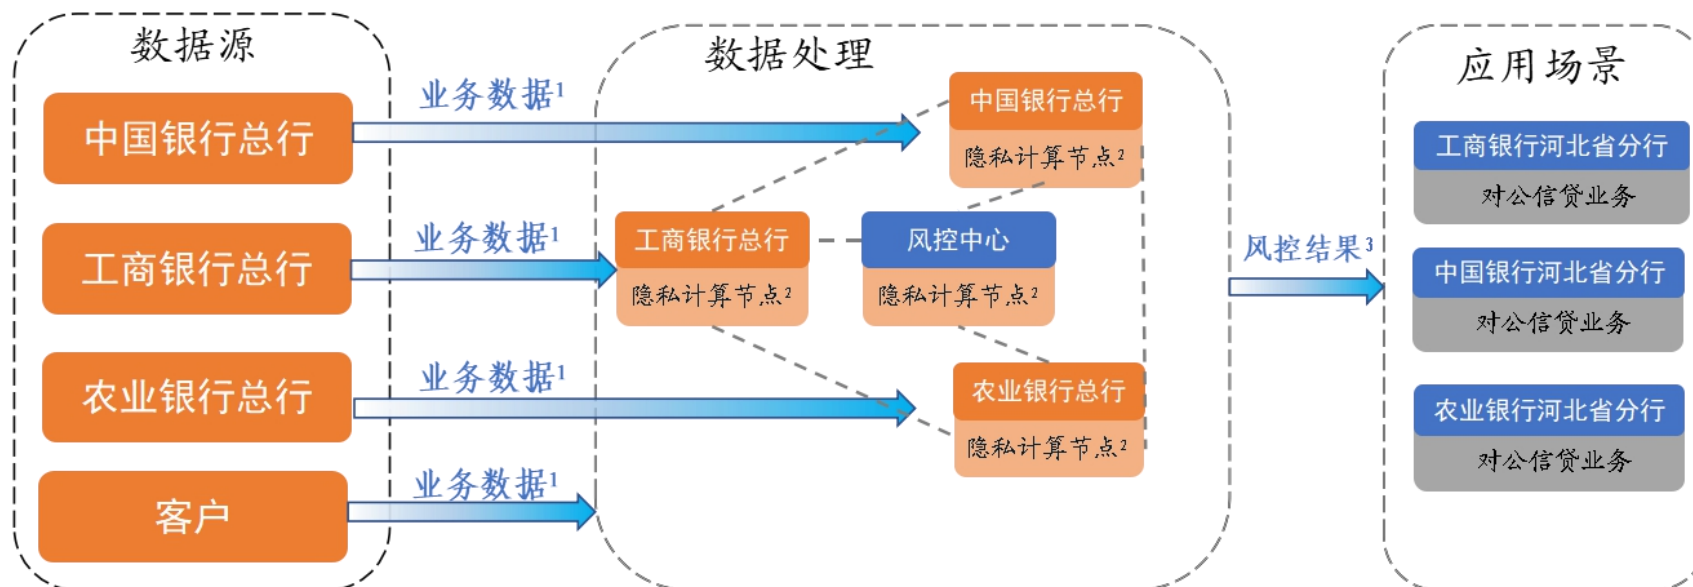 数据源
中国银行总行
工商银行总行
农业银行总行
客户
业务数据¹
业务数据¹
业务数据¹
业务数据¹
数据处理
中国银行总行
隐私计算节点²
工商银行总行
隐私计算节点²
风控中心
隐私计算节点²
农业银行总行
隐私计算节点²
风控结果³
应用场景
工商银行河北省分行
对公信贷业务
中国银行河北省分行
对公信贷业务
农业银行河北省分行
对公信贷业务